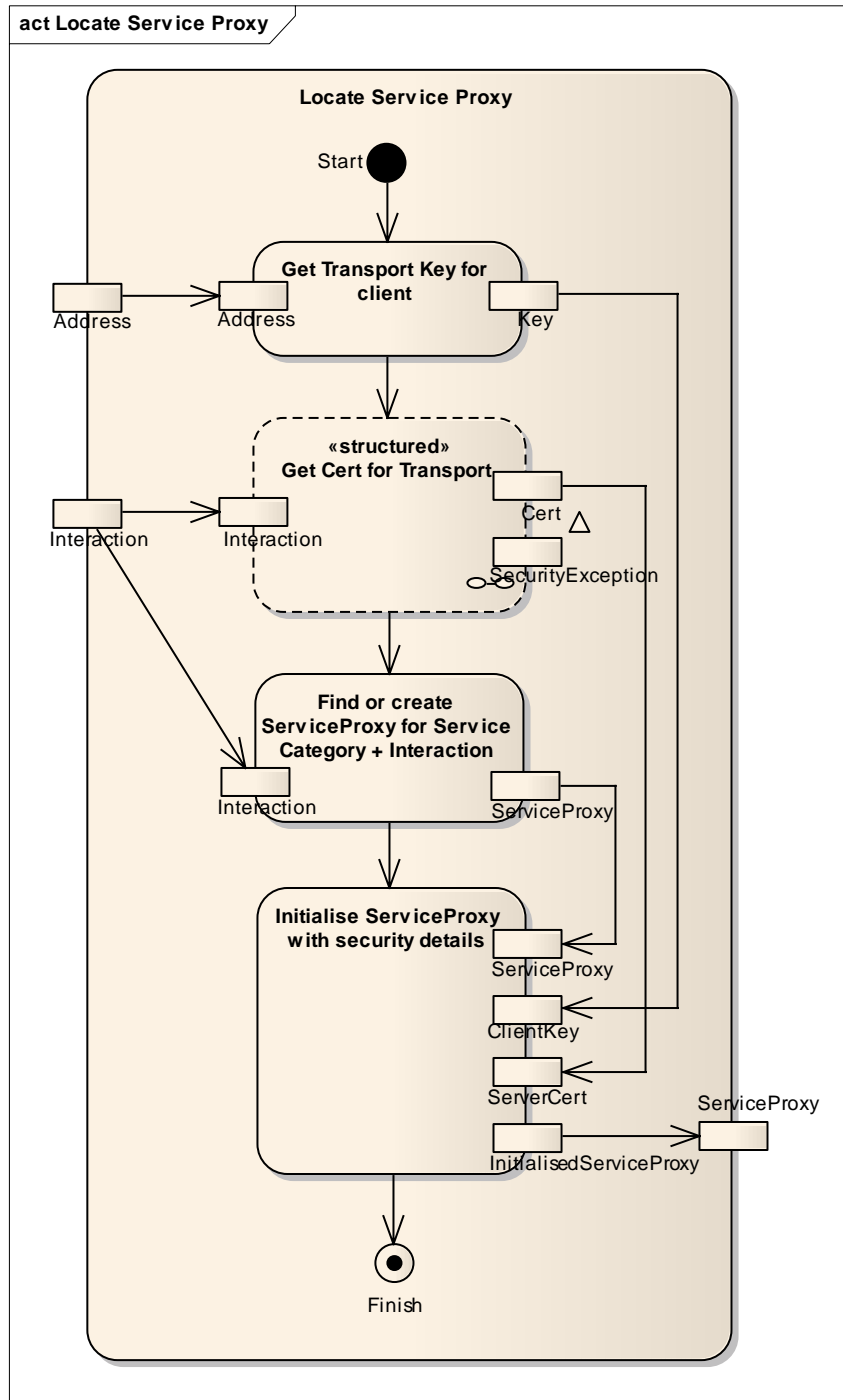 act Locate Service Proxy
Locate Service Proxy
Start
Get Transport Key for
client
Address
Address
Key
«structured»
Get Cert for Transport
Cert
Interaction
Interaction
SecurityException
Find or create
ServiceProxy for Service
Category + Interaction
Interaction
ServiceProxy
Initialise ServiceProxy
with security details
ServiceProxy
ClientKey
ServerCert
ServiceProxy
InitialisedServiceProxy
Finish